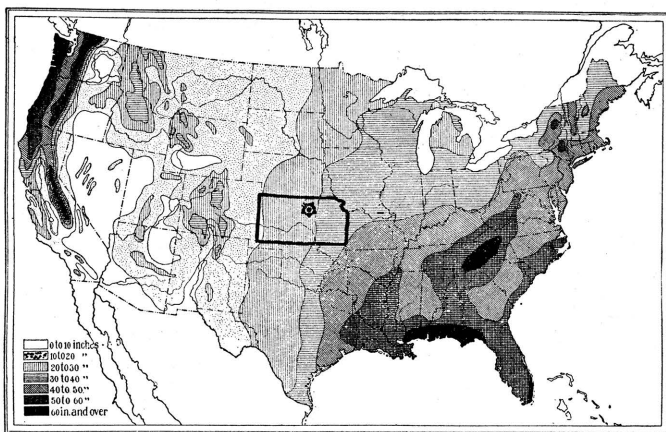 0 to 10 inches
10 to 20 "
20 to 30 "
30 to 40 "
40 to 50 "
50 to 60 "
60 in. and over